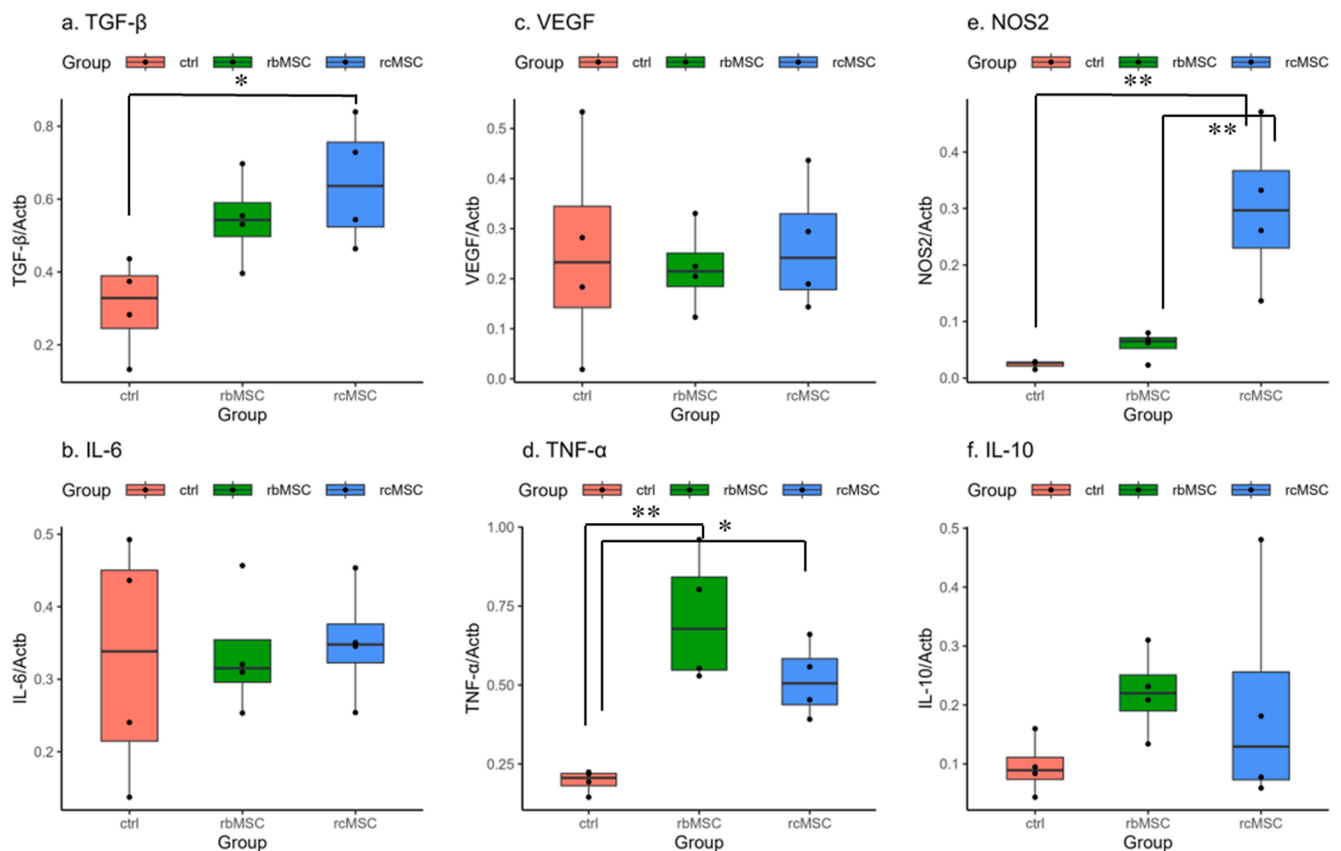 a. TGF-β
Group ctrl rbMSC rcMSC
*
TGF-β/Actb
0.8
0.6
0.4
0.2
ctrl rbMSC rcMSC
Group
c. VEGF
Group ctrl rbMSC rcMSC
VEGF/Actb
0.5
0.4
0.3
0.2
0.1
0.0
ctrl rbMSC rcMSC
Group
e. NOS2
Group ctrl rbMSC rcMSC
**
**
NOS2/Actb
0.4
0.3
0.2
0.1
0.0
ctrl rbMSC rcMSC
Group
b. IL-6
Group ctrl rbMSC rcMSC
IL-6/Actb
0.5
0.4
0.3
0.2
ctrl rbMSC rcMSC
Group
d. TNF-α
Group ctrl rbMSC rcMSC
**
*
TNF-α/Actb
1.00
0.75
0.50
0.25
ctrl rbMSC rcMSC
Group
f. IL-10
Group ctrl rbMSC rcMSC
IL-10/Actb
0.5
0.4
0.3
0.2
0.1
ctrl rbMSC rcMSC
Group